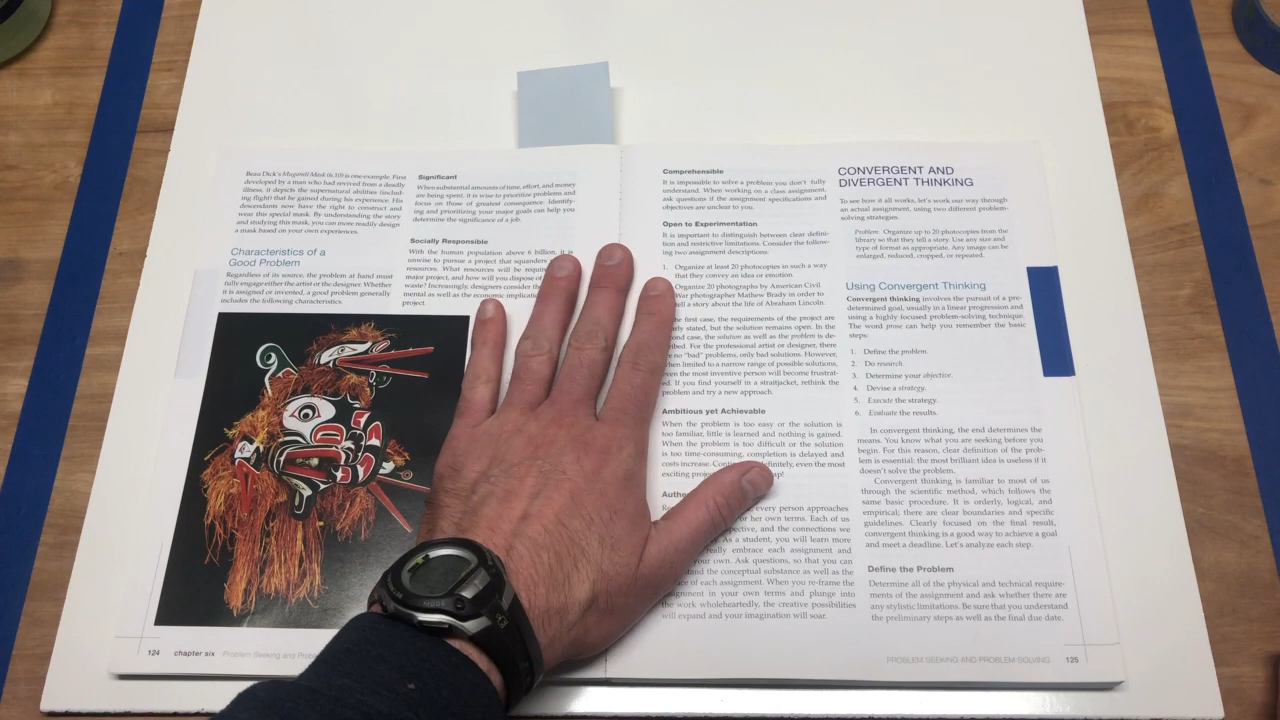 Beau Dick's Mugamtl Mask (6.10) is one example. First
developed by a man who had revived from a deadly
illness, it depicts the supernatural abilities (includ-
ing flight) that he gained during his experience. His
descendants now have the right to construct and
wear this special mask. By understanding the story
and studying this mask, you can more readily design
a mask based on your own experiences.
Characteristics of a
Good Problem
Regardless of its source, the problem at hand must
fully engage either the artist or the designer. Whether
it is assigned or invented, a good problem generally
includes the following characteristics.
Significant
When substantial amounts of time, effort, and money
are being spent, it is wise to prioritize problems and
focus on those of greatest consequence. Identify-
ing and prioritizing your major goals can help you
determine the significance of a job.
Socially Responsible
With the human population above 6 billion, it is
unwise to pursue a project that squanders
resources. What resources will be
major project, and how will you dispose of
waste? Increasingly, designers consider the
mental as well as the economic
project.
124 chapter six Problem Seeking and
Comprehensible
It is impossible to solve a problem you don't fully
understand. When working on a class assignment,
ask questions if the assignment specifications and
objectives are unclear to you.
Open to Experimentation
It is important to distinguish between clear defini-
tion and restrictive limitations. Consider the follow-
ing two assignment descriptions:
1. Organize at least 20 photocopies in such a way
that they convey an idea or emotion.
Organize 20 photographs by American Civil
War photographer Mathew Brady in order to
tell a story about the life of Abraham Lincoln.
first case, the requirements of the project are
stated, but the solution remains open. In the
case, the solution as well as the problem is de-
For the professional artist or designer, there
no "bad" problems, only bad solutions. However,
when limited to a narrow range of possible solutions,
even the most inventive person will become frustrat-
ed. If you find yourself in a straitjacket, rethink the
problem and try a new approach.
Ambitious yet Achievable
When the problem is too easy or the solution is
too familiar, little is learned and nothing is gained.
When the problem is too difficult or the solution
is too time-consuming, completion is delayed and
costs increase. even the most
exciting
every person approaches
or her own terms. Each of us
and the connections we
As a student, you will learn more
really embrace each assignment and
your own. Ask questions, so that you can
the conceptual substance as well as the
of each assignment. When you re-frame the
assignment in your own terms and plunge into
the work wholeheartedly, the creative possibilities
will expand and your imagination will soar.
CONVERGENT AND
DIVERGENT THINKING
To see how it all works, let's work our way through
an actual assignment, using two different problem-
solving strategies.
Problem: Organize up to 20 photocopies from the
library so that they tell a story. Use any size and
type of format as appropriate. Any image can be
enlarged, reduced, cropped, or repeated.
Using Convergent Thinking
Convergent thinking involves the pursuit of a pre-
determined goal, usually in a linear progression and
using a highly focused problem-solving technique.
The word prose can help you remember the basic
steps:
1. Define the problem.
2. Do research.
3. Determine your objective.
4. Devise a strategy.
5. Execute the strategy.
6. Evaluate the results.
In convergent thinking, the end determines the
means. You know what you are seeking before you
begin. For this reason, clear definition of the prob-
lem is essential: the most brilliant idea is useless if it
doesn't solve the problem.
Convergent thinking is familiar to most of us
through the scientific method, which follows the
same basic procedure. It is orderly, logical, and
empirical; there are clear boundaries and specific
guidelines. Clearly focused on the final result,
convergent thinking is a good way to achieve a goal
and meet a deadline. Let's analyze each step.
Define the Problem
Determine all of the physical and technical require-
ments of the assignment and ask whether there are
any stylistic limitations. Be sure that you understand
the preliminary steps as well as the final due date.
PROBLEM SEEKING AND PROBLEM SOLVING 125
MODE